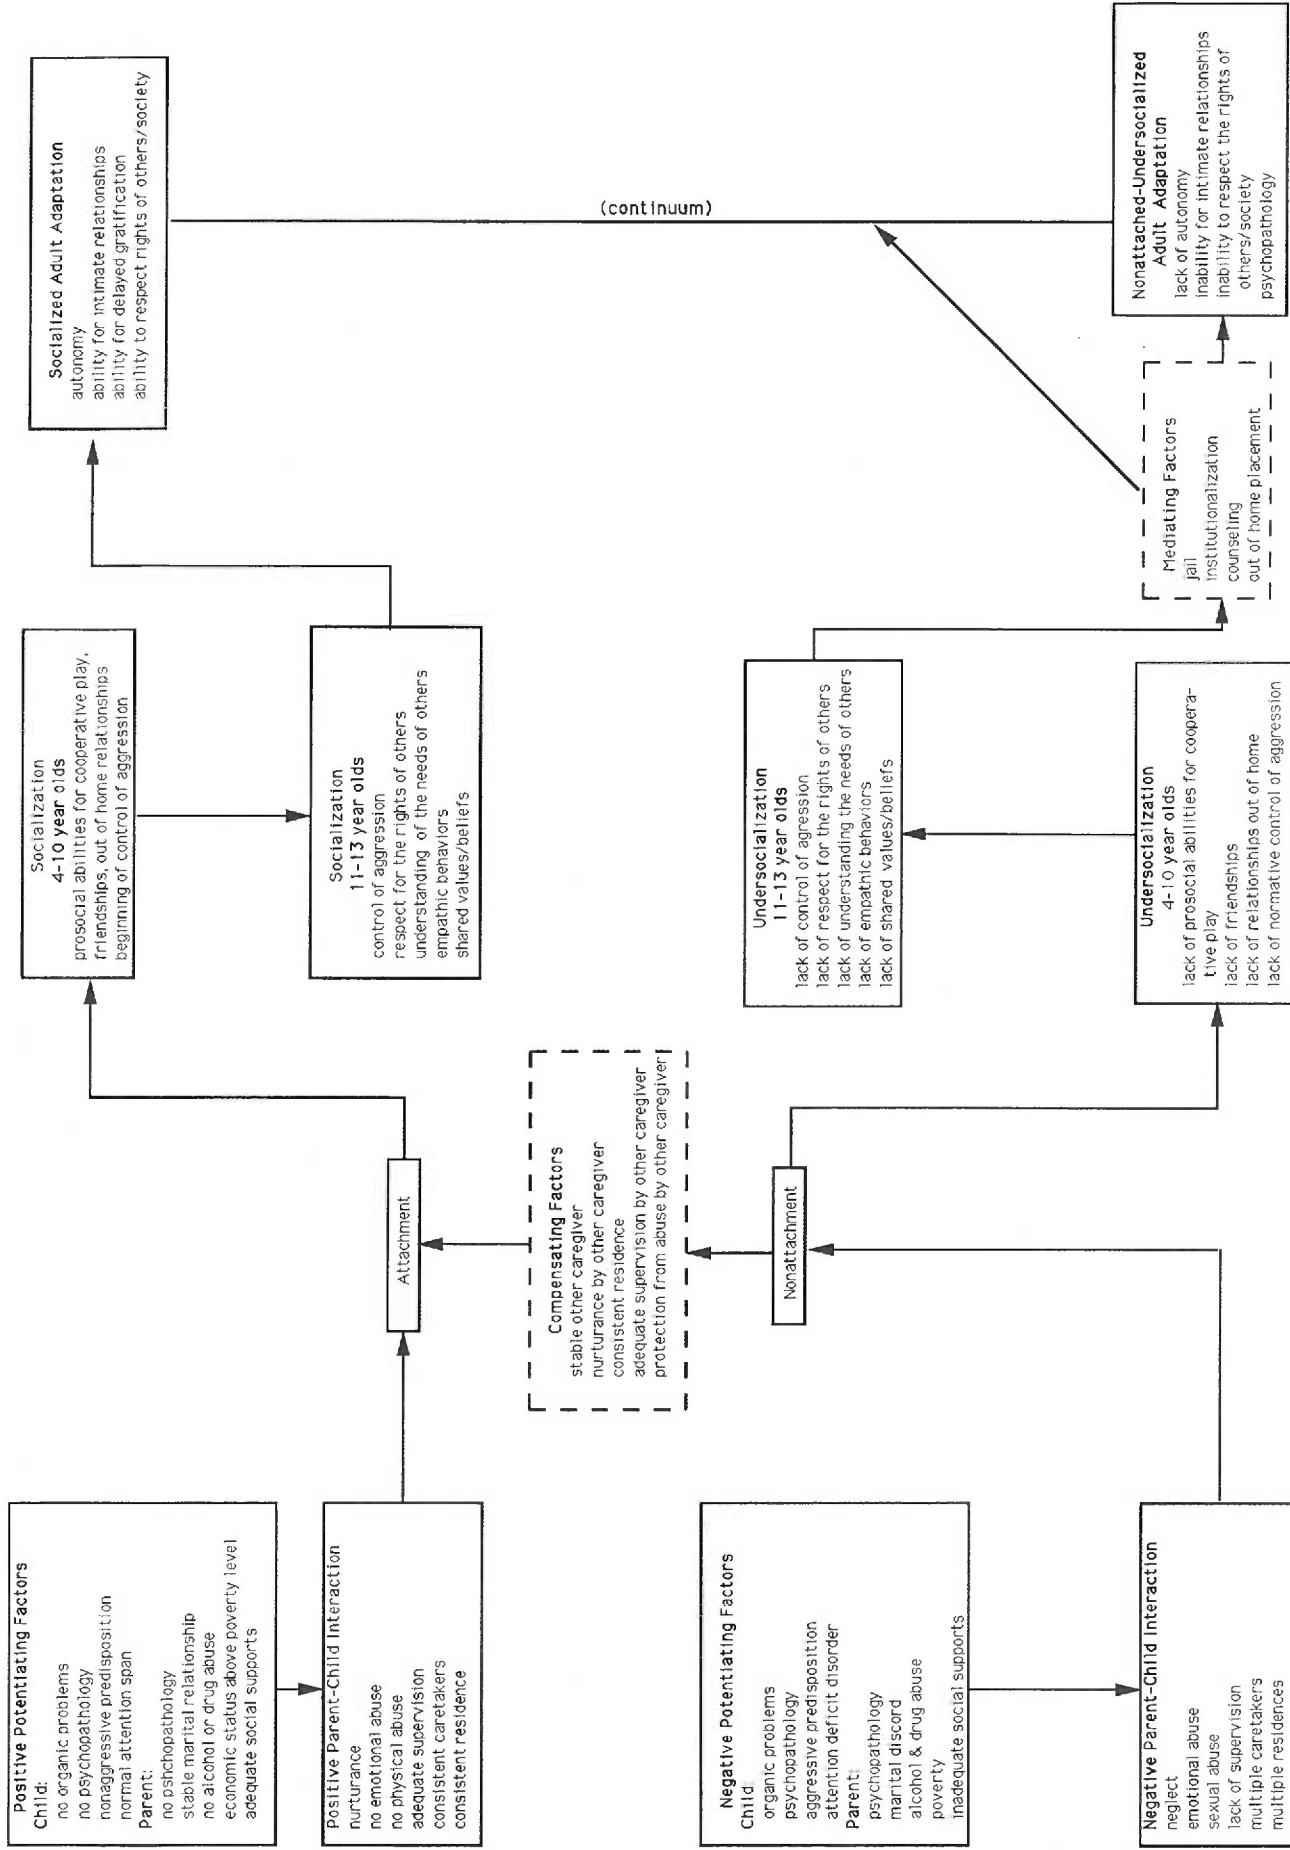 Positive Potentiating Factors
Child:
no organic problems
no psychopathology
nonaggressive predisposition
normal attention span
Parent:
no pshchopathology
stable marital relationship
no alcohol or drug abuse
economic status above poverty level
adequate social supports
Positive Parent-Child Interaction
nurturance
no emotional abuse
no physical abuse
adequate supervision
consistent caretakers
consistent residence
Attachment
Socialization
4-10 year olds
prosocial abilities for cooperative play,
friendships, out of home relationships
beginning of control of aggression
Socialization
11-13 year olds
control of aggression
respect for the rights of others
understanding of the needs of others
empathic behaviors
shared values/beliefs
Socialized Adult Adaptation
autonomy
ability for intimate relationships
ability for delayed gratification
ability to respect rights of others/society
Compensating Factors
stable other caregiver
nurturance by other caregiver
consistent residence
adequate supervision by other caregiver
protection from abuse by other caregiver
(continuum)
Negative Potentiating Factors
Child:
organic problems
psychopathology
aggressive predisposition
attention deficit disorder
Parent:
psychopathology
marital discord
alcohol & drug abuse
poverty
inadequate social supports
Negative Parent-Child Interaction
neglect
emotional abuse
sexual abuse
lack of supervision
multiple caretakers
multiple residences
Nonattachment
Undersocialization
11-13 year olds
lack of control of agression
lack of respect for the rights of others
lack of understanding the needs of others
lack of empathic behaviors
lack of shared values/beliefs
Undersocialization
4-10 year olds
lack of prosocial abilities for coopera-
tive play
lack of friendships
lack of relationships out of home
lack of normative control of aggression
Mediating Factors
jail
institutionalization
counseling
out of home placement
Nonattached-Undersocialized
Adult Adaptation
lack of autonomy
inability for intimate relationships
inability to respect the rights of
others/society
psychopathology